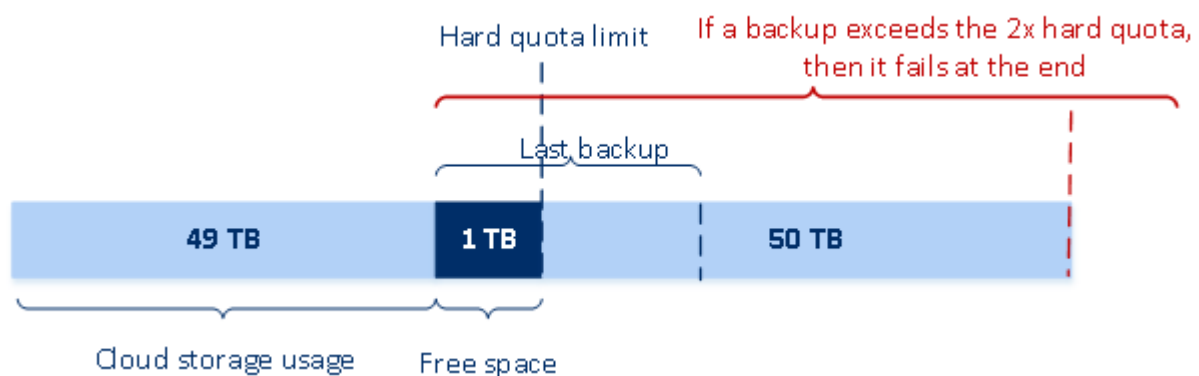 Hard quota limit
If a backup exceeds the 2x hard quota,
then it fails at the end
Last backup
49 TB
1 TB
50 TB
Cloud storage usage
Free space